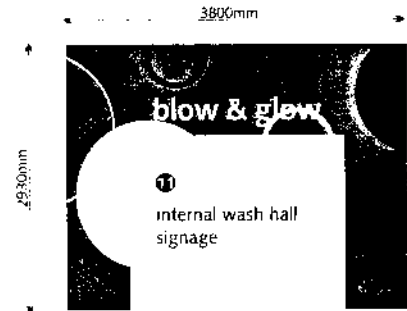 3800mm
2930mm
blow & glow
11
internal wash hall
signage